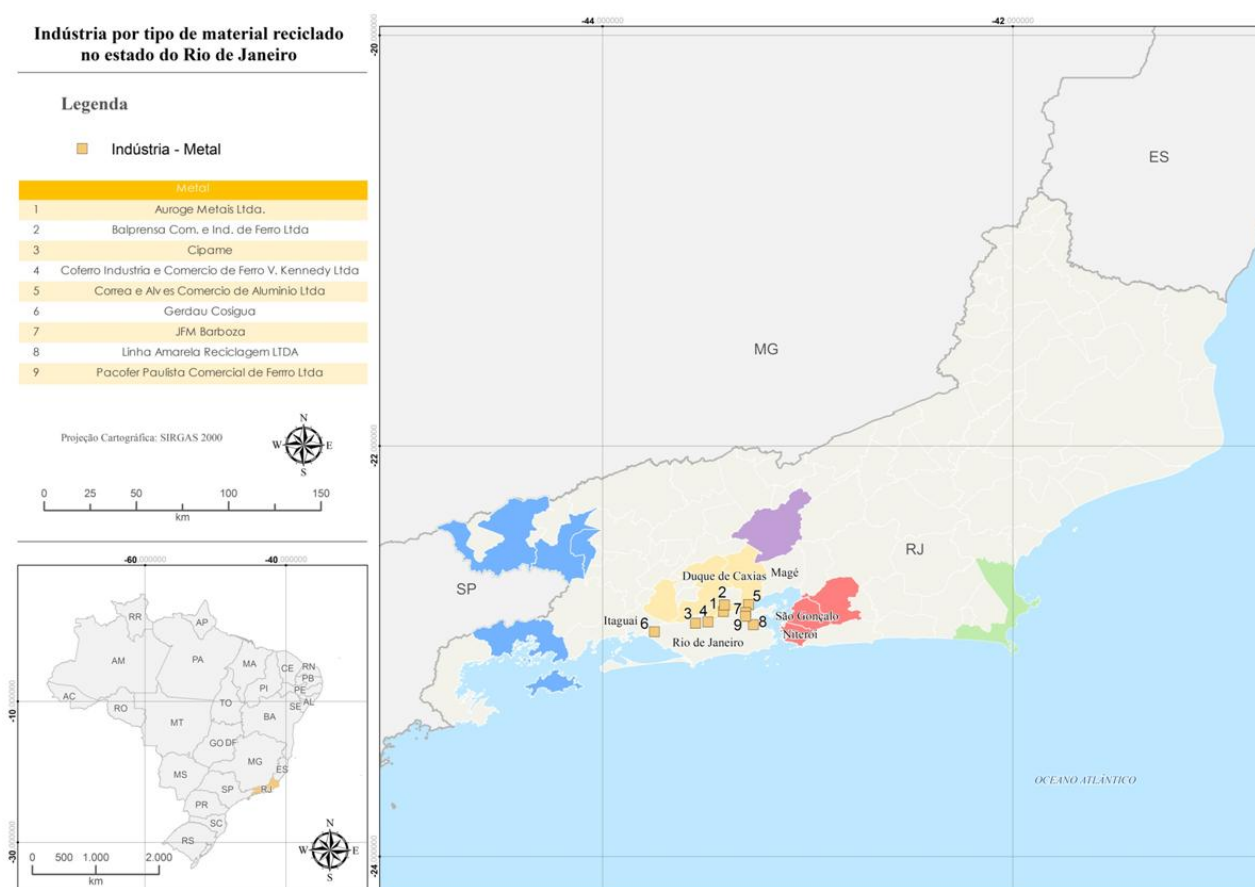 Indústria por tipo de material reciclado
no estado do Rio de Janeiro
Legenda
Indústria - Metal
Metal
1 Auroge Metais Ltda.
2 Balprensa Com. e Ind. de Ferro Ltda
3 Cipame
4 Coferro Industria e Comercio de Ferro V. Kennedy Ltda
5 Correa e Alves Comercio de Aluminio Ltda
6 Gerdau Cosigua
7 JFM Barboza
8 Linha Amarela Reciclagem LTDA
9 Pacofer Paulista Comercial de Ferrro Ltda
Projeção Cartográfica: SIRGAS 2000
N
W E
S
0 25 50 100 150
km
-60,000000 -40,000000
-10,000000
-30,000000
RR AP
AM PA MA CE RN
PB
PI PE
AC TO AL
RO SE
MT BA
GO DF
MG
ES
MS
SP RJ
PR
SC
RS
N
W E
S
0 500 1.000 2.000
km
-44,000000 -42,000000
-20,000000
-22,000000
-24,000000
ES
MG
RJ
SP
Duque de Caxias Magé
2 5
1 7
3 4
São Gonçalo
Itaguaí
6
9 8
Niterói
Rio de Janeiro
OCEANO ATLÂNTICO